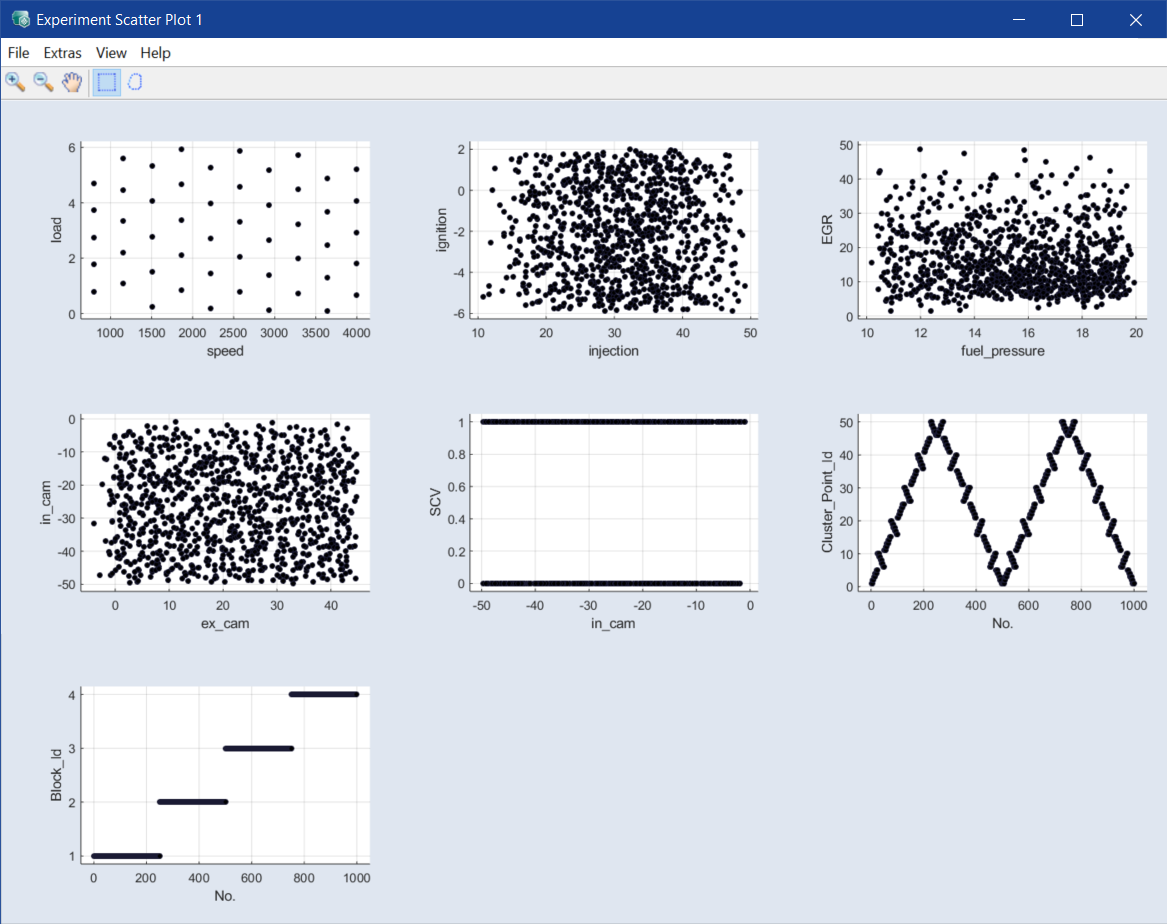 Experiment Scatter Plot 1
File Extras View Help
6
4
2
0
load
1000 1500 2000 2500 3000 3500 4000
speed
2
0
-2
-4
-6
ignition
10 20 30 40 50
injection
50
40
30
20
10
0
EGR
10 12 14 16 18 20
fuel_pressure
0
-10
-20
-30
-40
-50
in_cam
0 10 20 30 40
ex_cam
1
0.8
0.6
0.4
0.2
0
SCV
-50 -40 -30 -20 -10 0
in_cam
50
40
30
20
10
0
Cluster_Point_Id
0 200 400 600 800 1000
No.
4
3
2
1
Block_Id
0 200 400 600 800 1000
No.